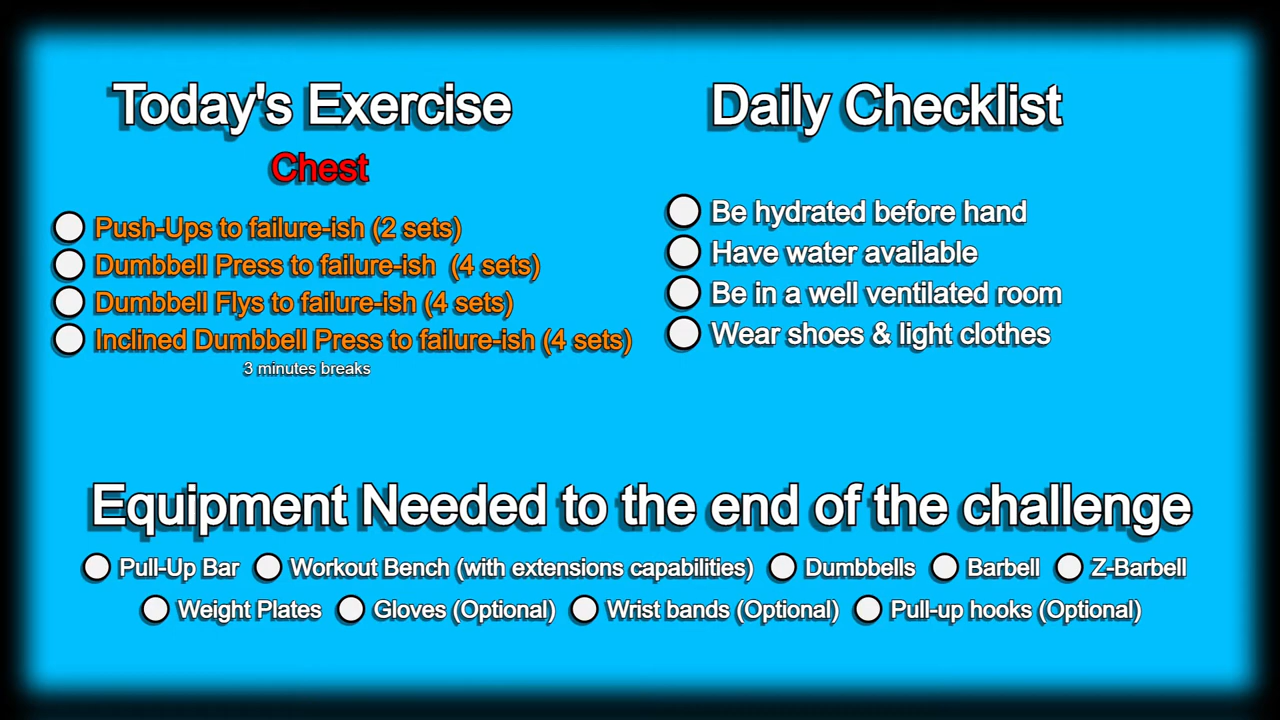 Today's Exercise
Chest
Push-Ups to failure-ish (2 sets)
Dumbbell Press to failure-ish (4 sets)
Dumbbell Flys to failure-ish (4 sets)
Inclined Dumbbell Press to failure-ish (4 sets)
3 minutes breaks
Daily Checklist
Be hydrated before hand
Have water available
Be in a well ventilated room
Wear shoes & light clothes
Equipment Needed to the end of the challenge
Pull-Up Bar Workout Bench (with extensions capabilities) Dumbbells Barbell Z-Barbell
Weight Plates Gloves (Optional) Wrist bands (Optional) Pull-up hooks (Optional)